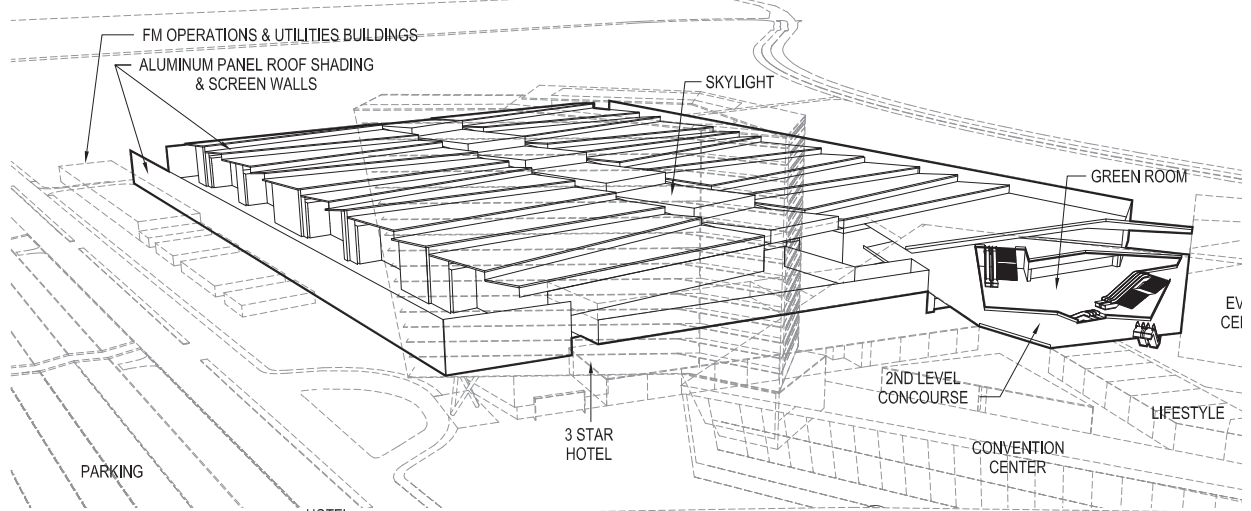 FM OPERATIONS & UTILITIES BUILDINGS
ALUMINUM PANEL ROOF SHADING
& SCREEN WALLS
SKYLIGHT
GREEN ROOM
2ND LEVEL
CONCOURSE
LIFESTYLE
3 STAR
HOTEL
CONVENTION
CENTER
PARKING